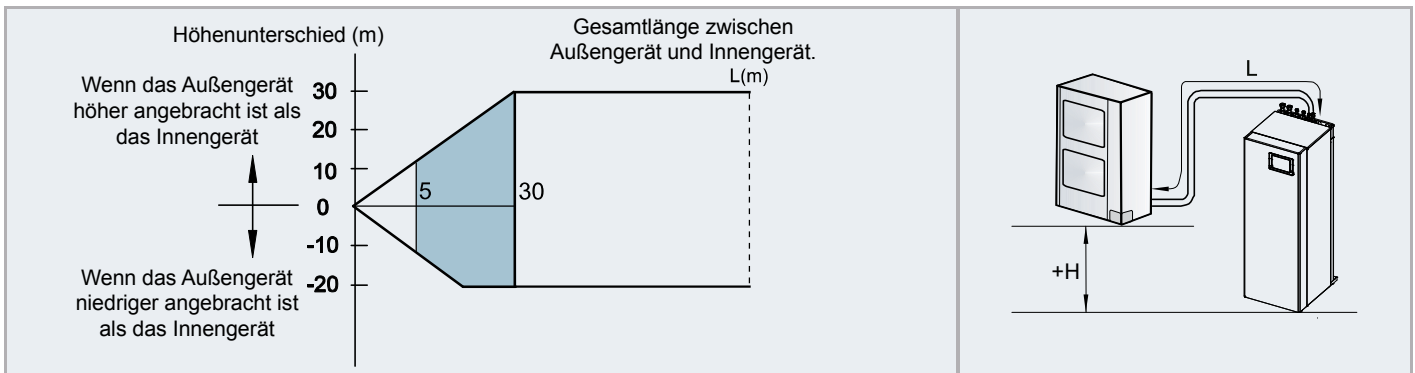 Höhenunterschied (m)
Gesamtlänge zwischen
Außengerät und Innengerät.
L(m)
Wenn das Außengerät
höher angebracht ist als
das Innengerät
30
20
10
0
-10
-20
5
30
Wenn das Außengerät
niedriger angebracht ist
als das Innengerät
L
+H